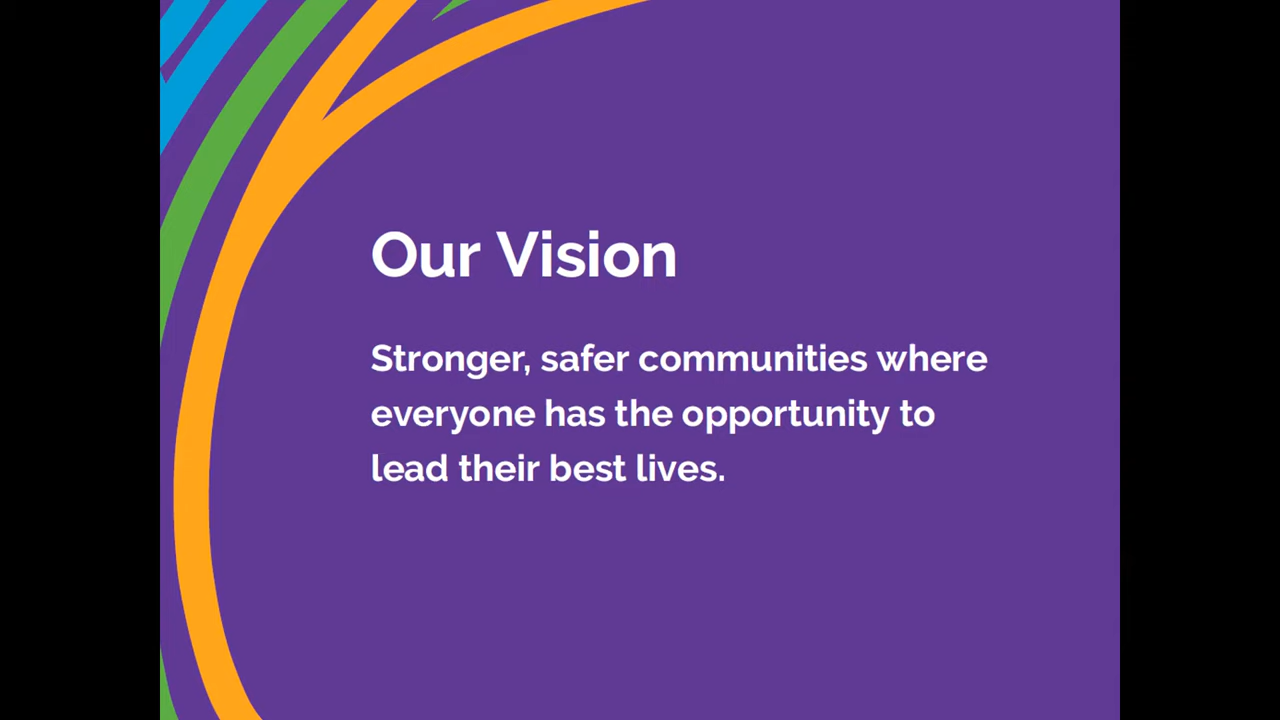 Our Vision
Stronger, safer communities where
everyone has the opportunity to
lead their best lives.